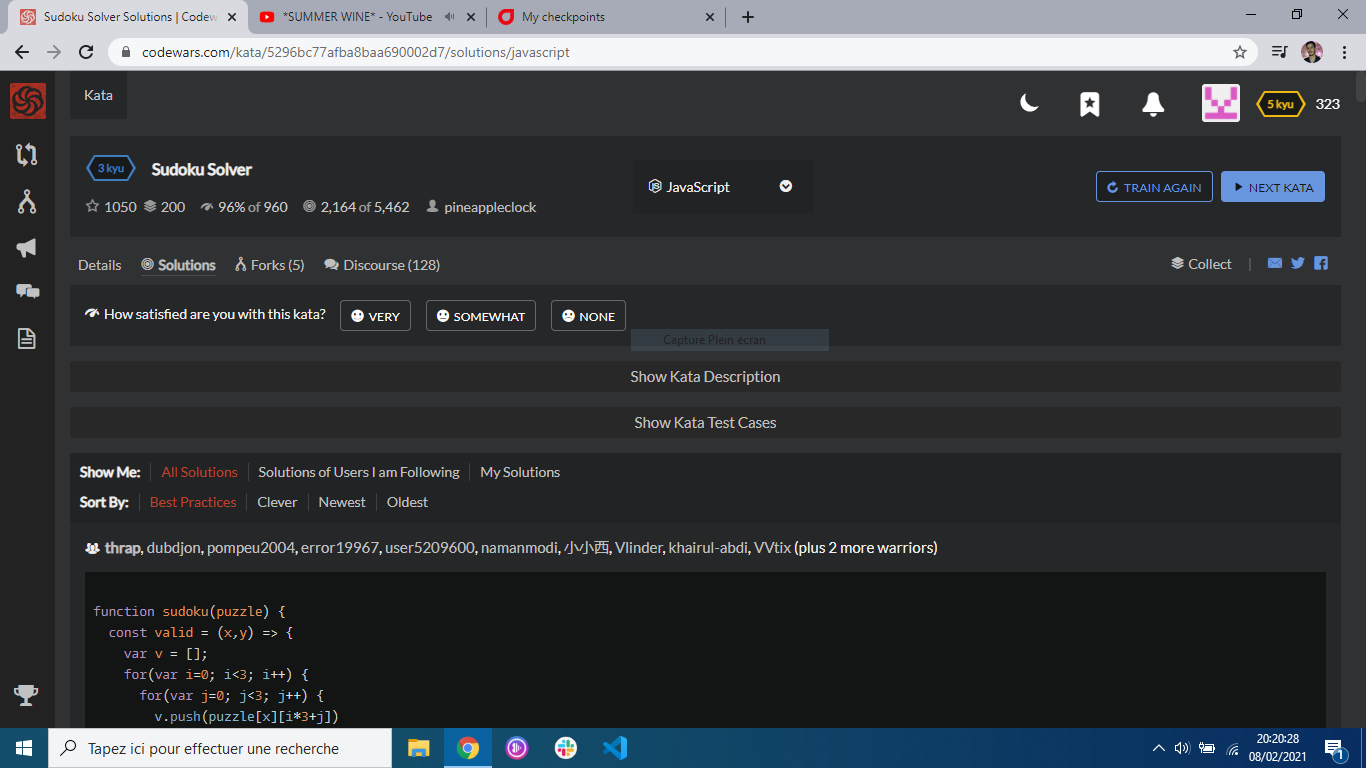 Sudoku Solver Solutions | Codew
*SUMMER WINE* - YouTube
My checkpoints
codewars.com/kata/5296bc77afba8baa690002d7/solutions/javascript
Kata
5 kyu
323
3 kyu
Sudoku Solver
JavaScript
TRAIN AGAIN
NEXT KATA
1050 200 96% of 960 2,164 of 5,462 pineappleclock
Details Solutions Forks (5) Discourse (128)
Collect |
How satisfied are you with this kata? VERY SOMEWHAT NONE
Capture Plein écran
Show Kata Description
Show Kata Test Cases
Show Me: All Solutions Solutions of Users I am Following My Solutions
Sort By: Best Practices Clever Newest Oldest
thrap, dubdjon, pompeu2004, error19967, user5209600, namanmodi, 小小西, Vlinder, khairul-abdi, VVtix (plus 2 more warriors)
function sudoku(puzzle) {
const valid = (x,y) => {
var v = [];
for(var i=0; i<3; i++) {
for(var j=0; j<3; j++) {
v.push(puzzle[x][i*3+j])
Tapez ici pour effectuer une recherche
20:20:28
08/02/2021
1